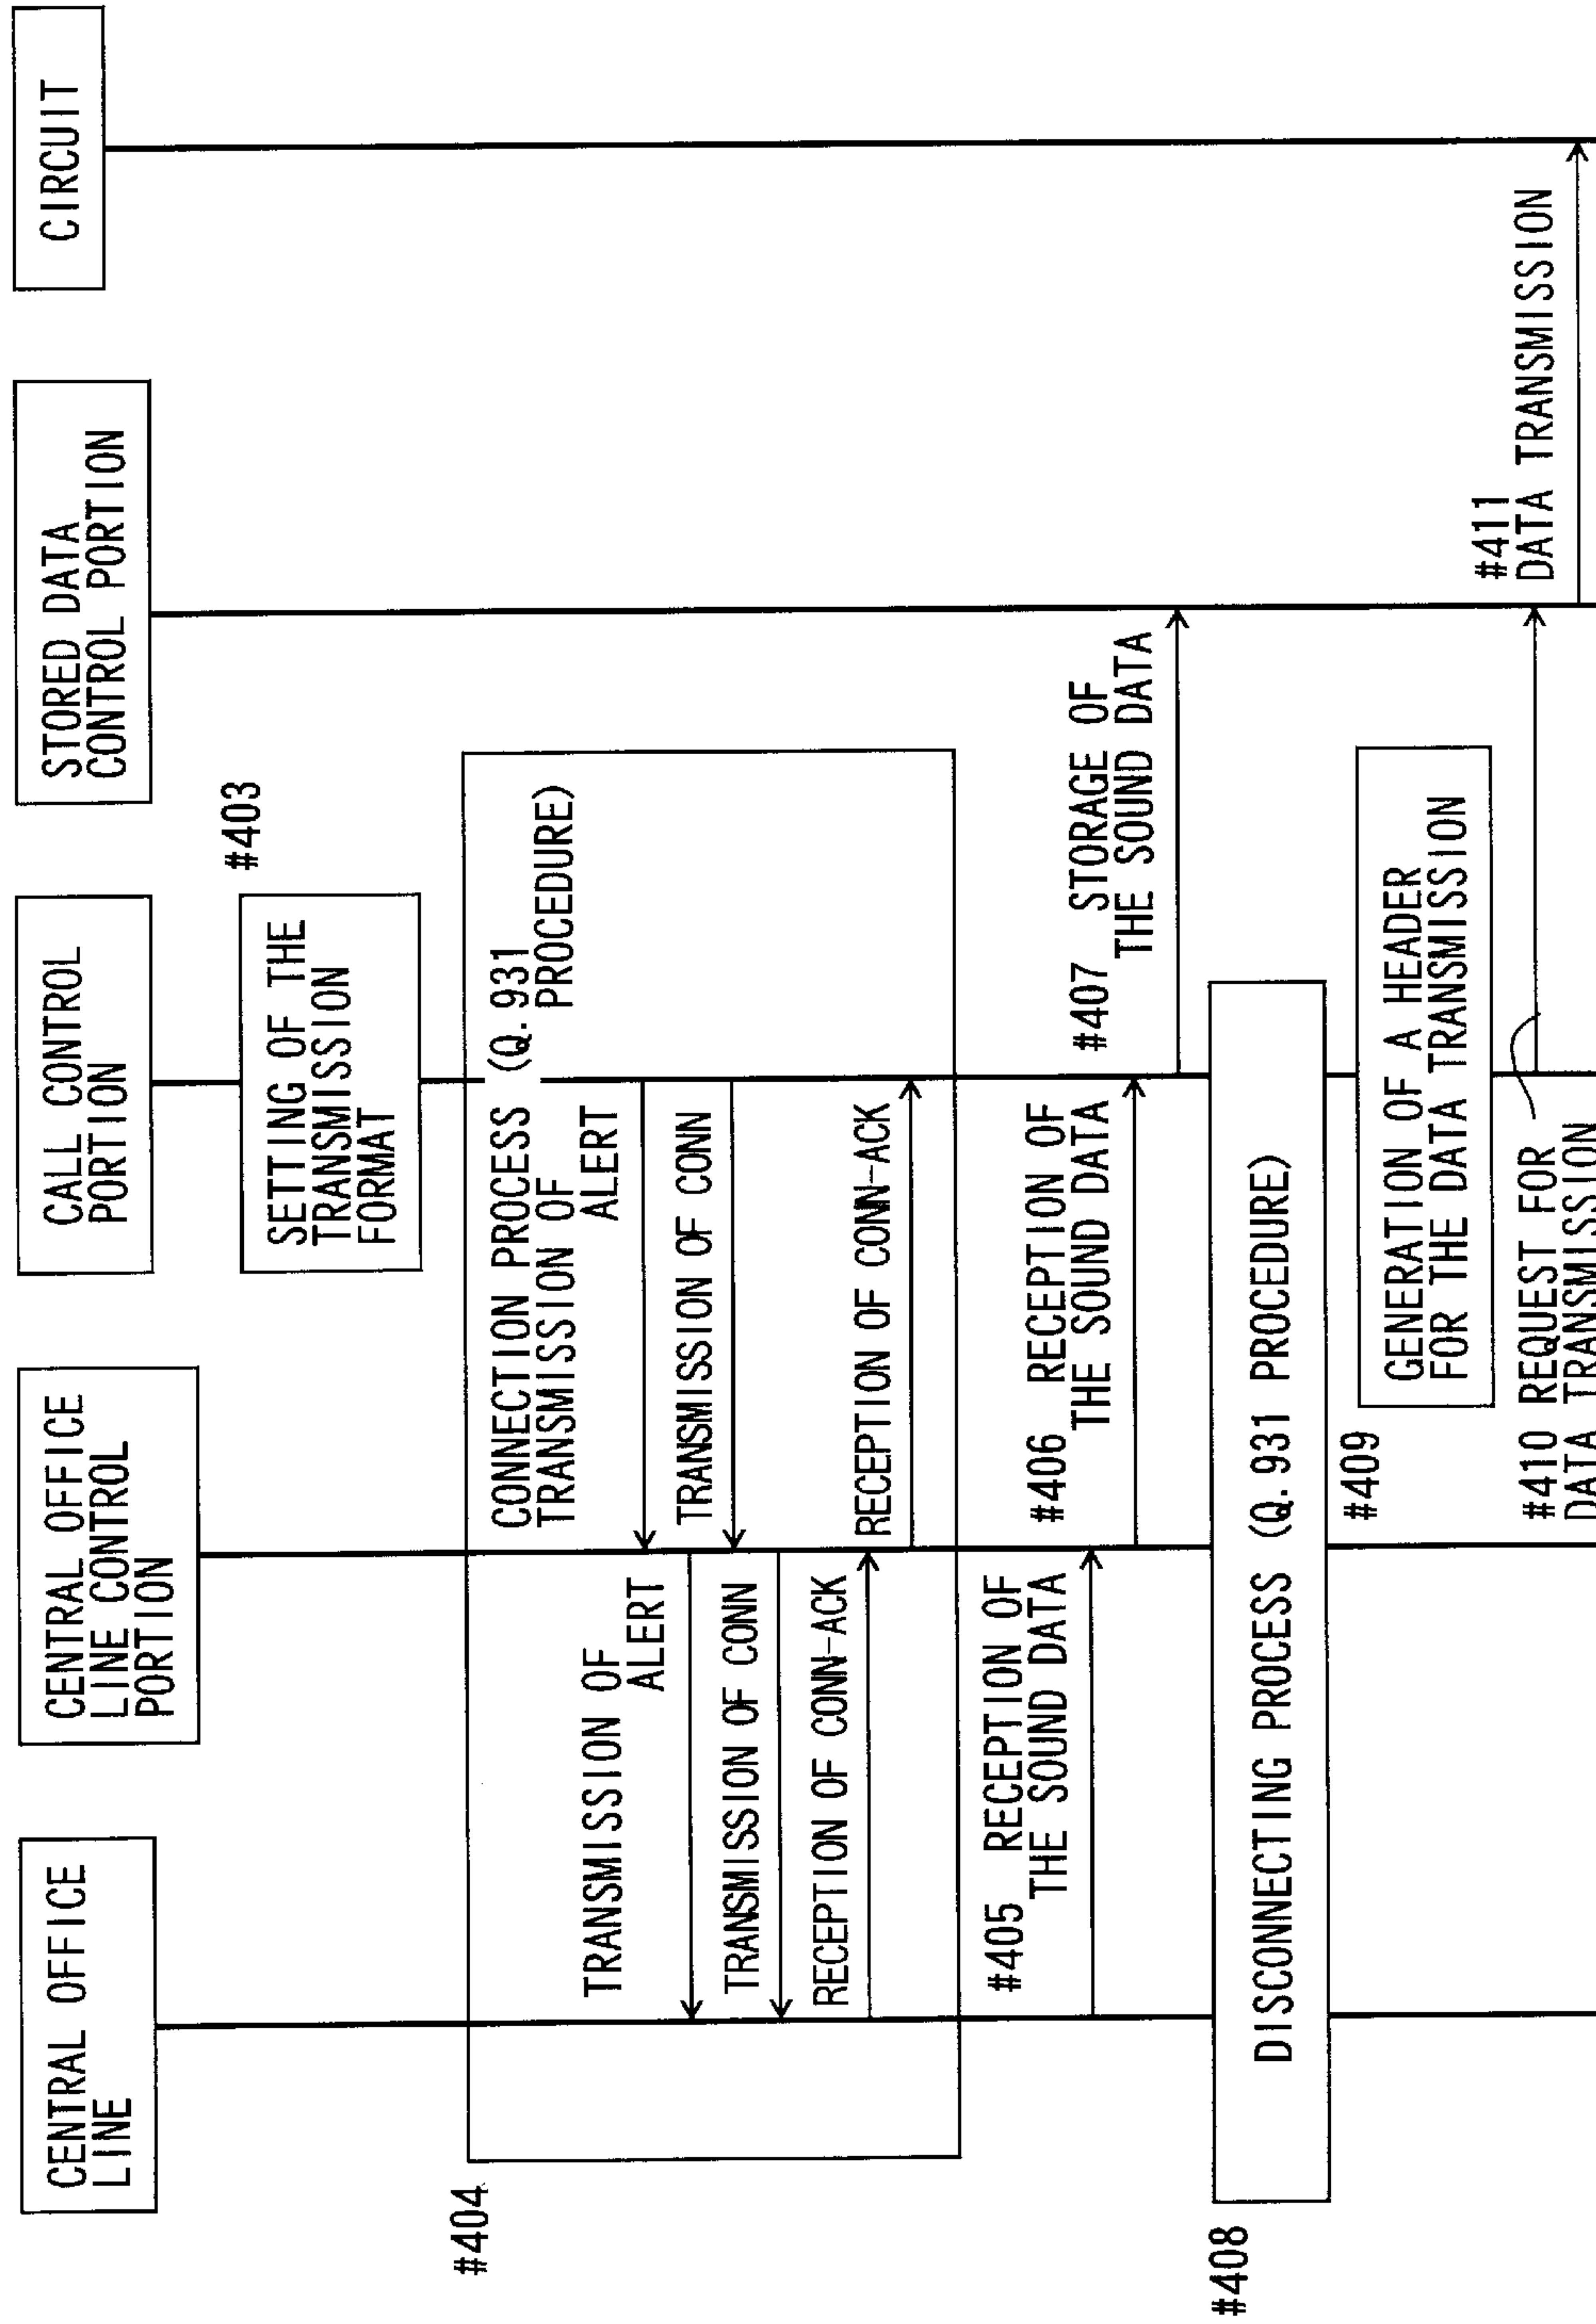 CENTRAL OFFICE
LINE
CENTRAL OFFICE
LINE CONTROL
PORTION
CALL CONTROL
PORTION
STORED DATA
CONTROL PORTION
CIRCUIT
#403
SETTING OF THE
TRANSMISSION
FORMAT
#404
CONNECTION PROCESS (Q.931
PROCEDURE)
TRANSMISSION OF
ALERT
TRANSMISSION OF
ALERT
TRANSMISSION OF CONN
TRANSMISSION OF CONN
RECEPTION OF CONN-ACK
RECEPTION OF CONN-ACK
#405 RECEPTION OF
THE SOUND DATA
#406 RECEPTION OF
THE SOUND DATA
#407 STORAGE OF
THE SOUND DATA
#408
DISCONNECTING PROCESS (Q.931 PROCEDURE)
#409
GENERATION OF A HEADER
FOR THE DATA TRANSMISSION
#410 REQUEST FOR
DATA TRANSMISSION
#411
DATA TRANSMISSION